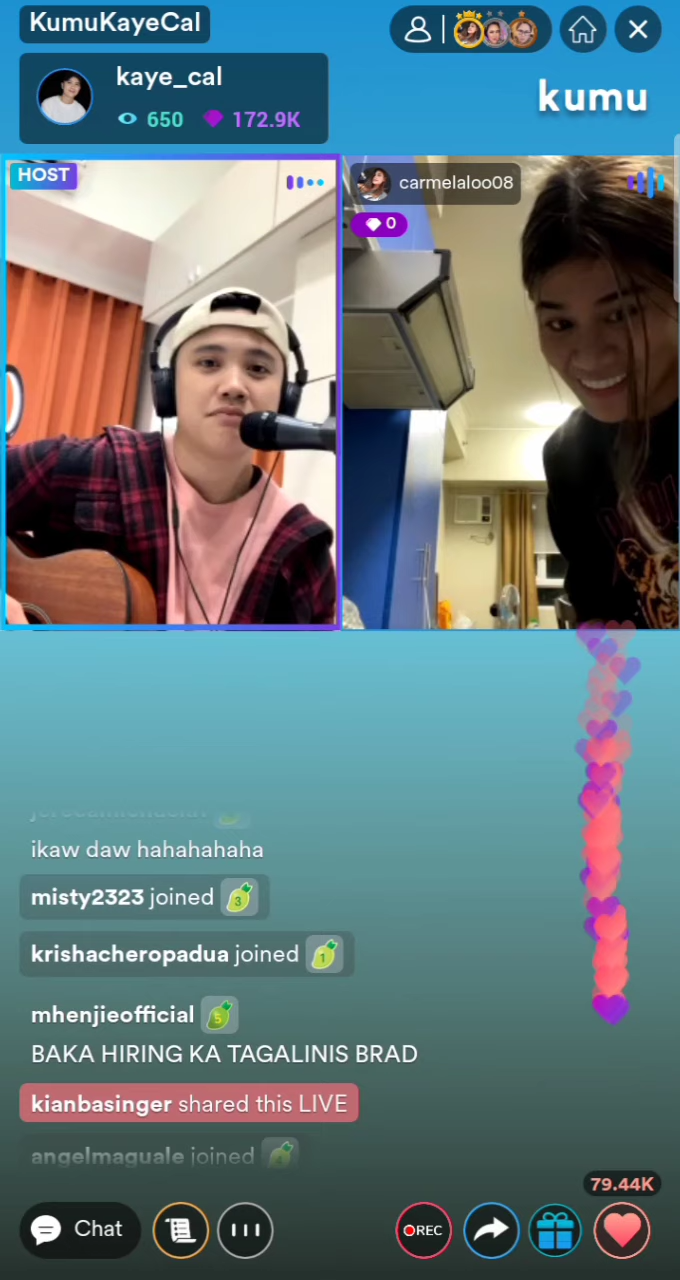 KumuKayeCal
kaye_cal
650
172.9K
kumu
HOST
carmelaloo08
0
ikaw daw hahahahaha
misty2323 joined 3
krishacheropadua joined 1
mhenjieofficial 5
BAKA HIRING KA TAGALINIS BRAD
kianbasinger shared this LIVE
angelmaguale joined
79.44K
Chat
REC